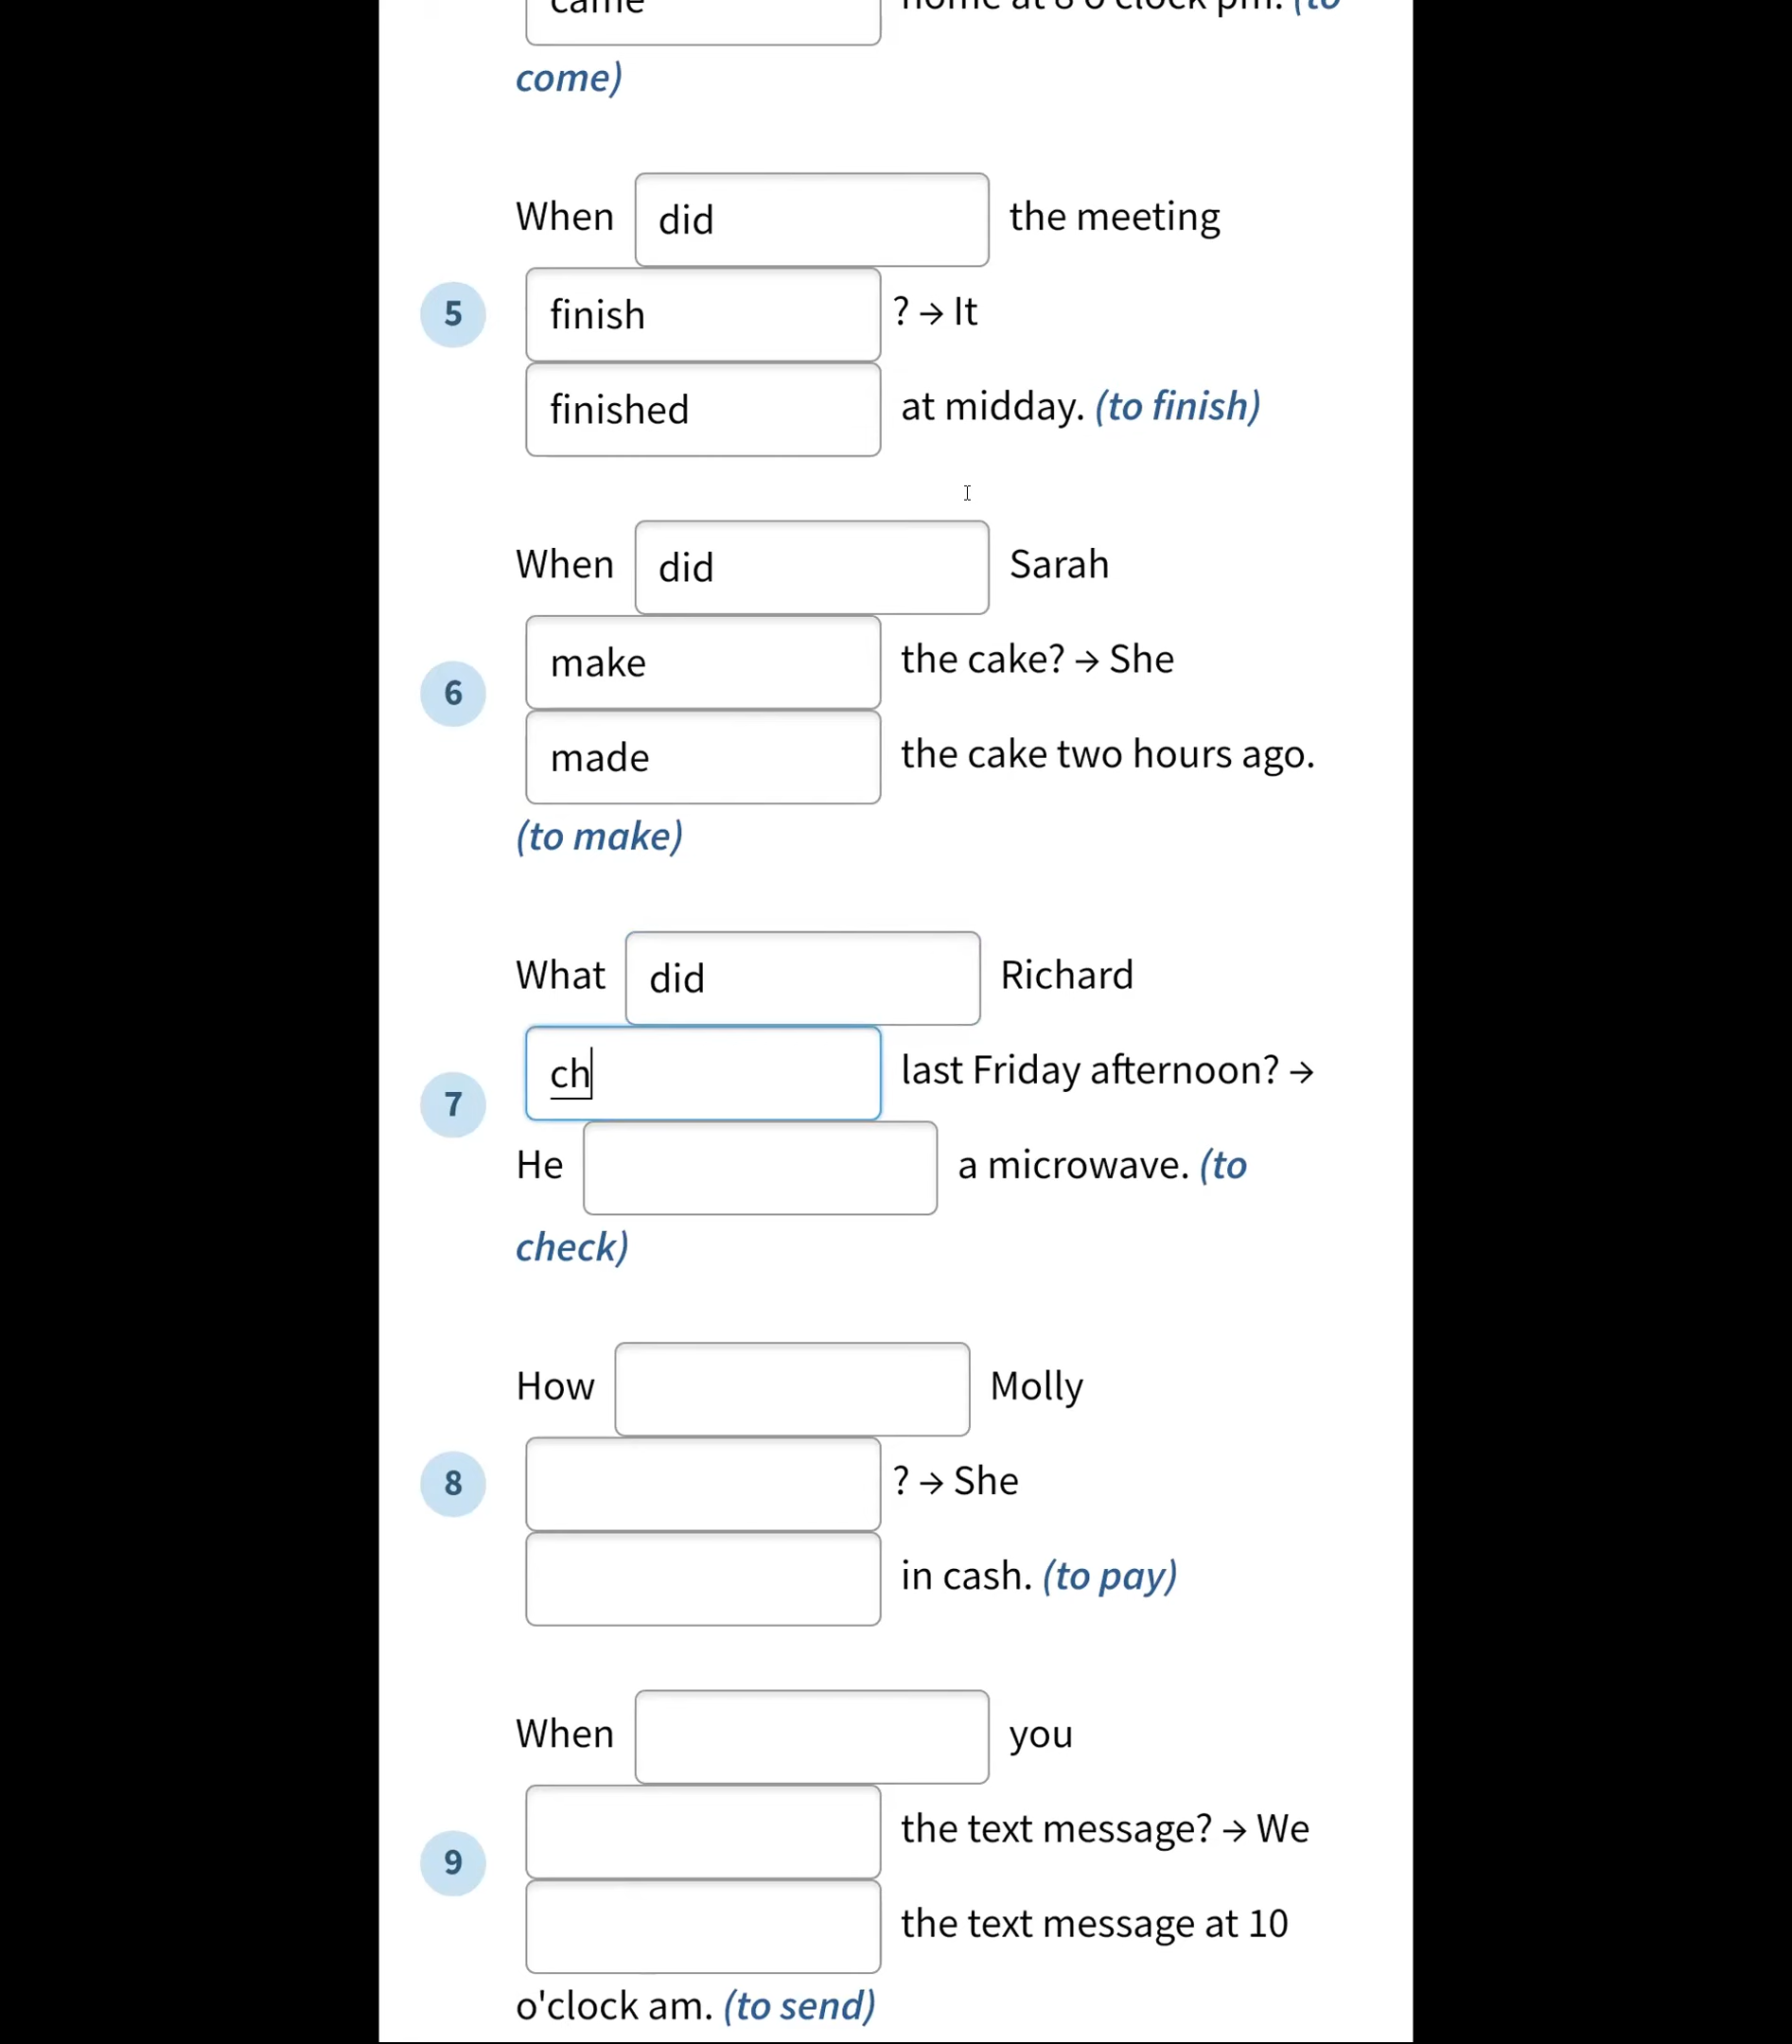 came home at 8 o'clock pm. (to
come)
When did the meeting
5 finish ? → It
finished at midday. (to finish)
When did Sarah
make the cake? → She
6
made the cake two hours ago.
(to make)
What did Richard
ch last Friday afternoon? →
7
He a microwave. (to
check)
How Molly
8 ? → She
in cash. (to pay)
When you
the text message? → We
9
the text message at 10
o'clock am. (to send)